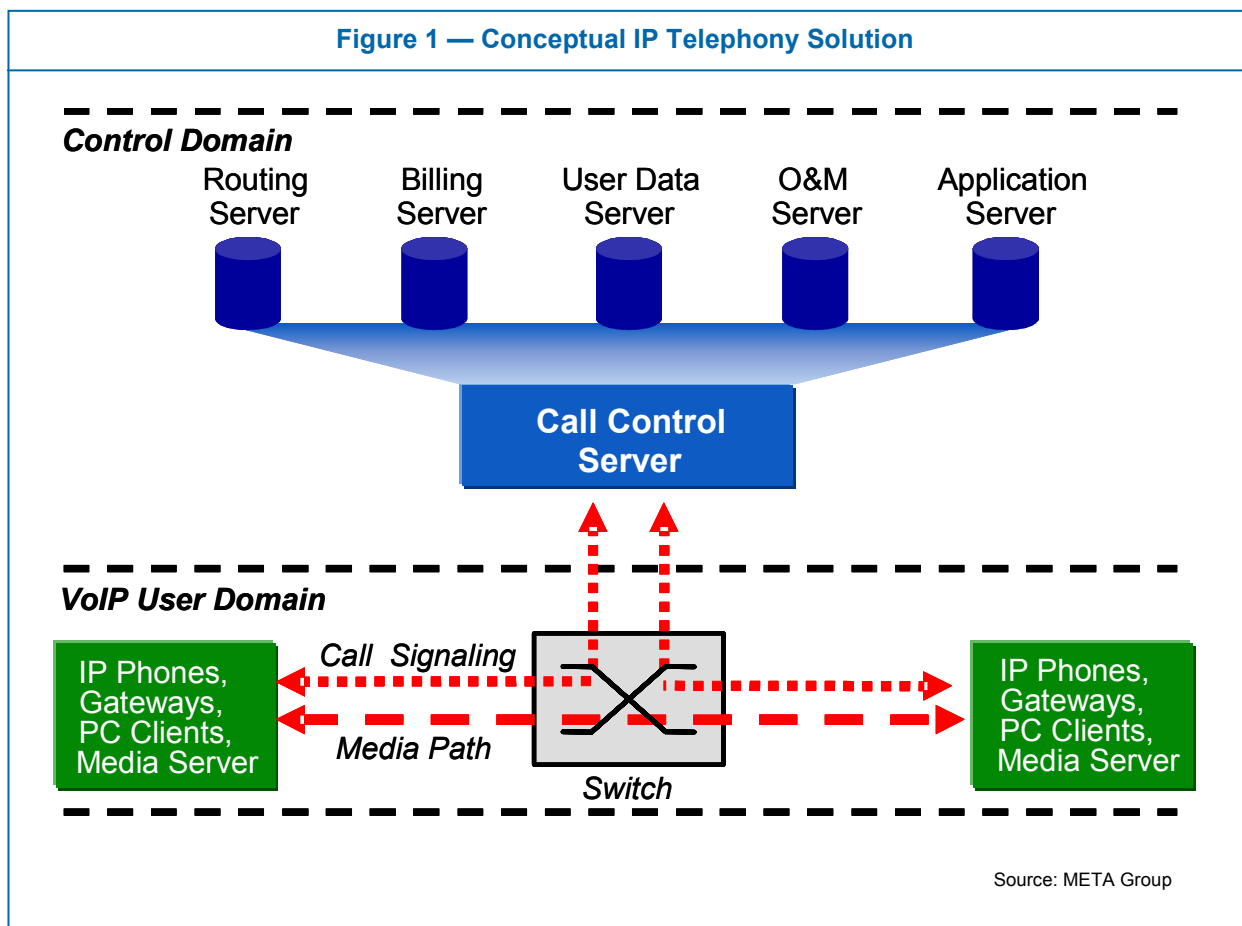 Figure 1 — Conceptual IP Telephony Solution
Control Domain
Routing
Server
Billing
Server
User Data
Server
O&M
Server
Application
Server
Call Control
Server
VoIP User Domain
IP Phones,
Gateways,
PC Clients,
Media Server
Call Signaling
Media Path
Switch
IP Phones,
Gateways,
PC Clients,
Media Server
Source: META Group